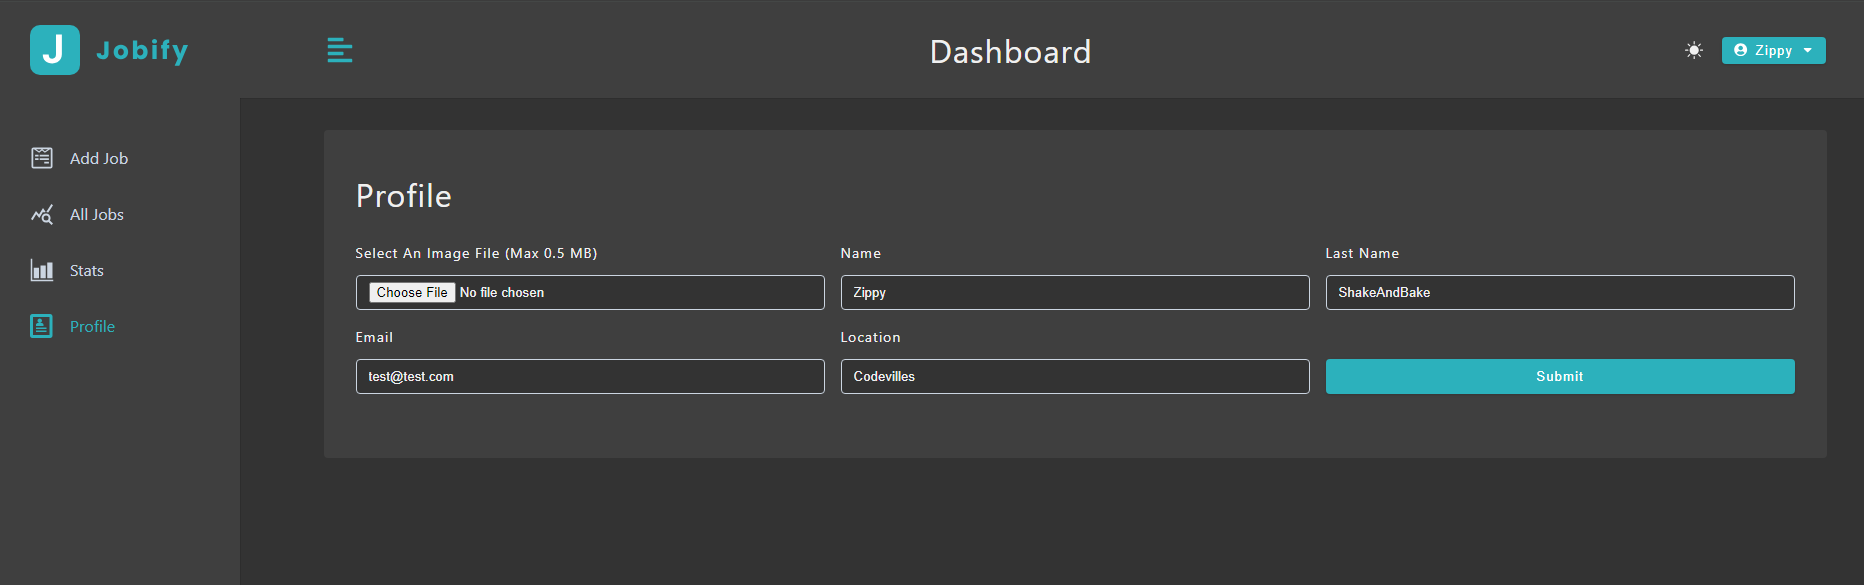 J Jobify
Dashboard
Zippy
Add Job
All Jobs
Stats
Profile
Profile
Select An Image File (Max 0.5 MB)
Choose File No file chosen
Name
Zippy
Last Name
ShakeAndBake
Email
test@test.com
Location
Codevilles
Submit